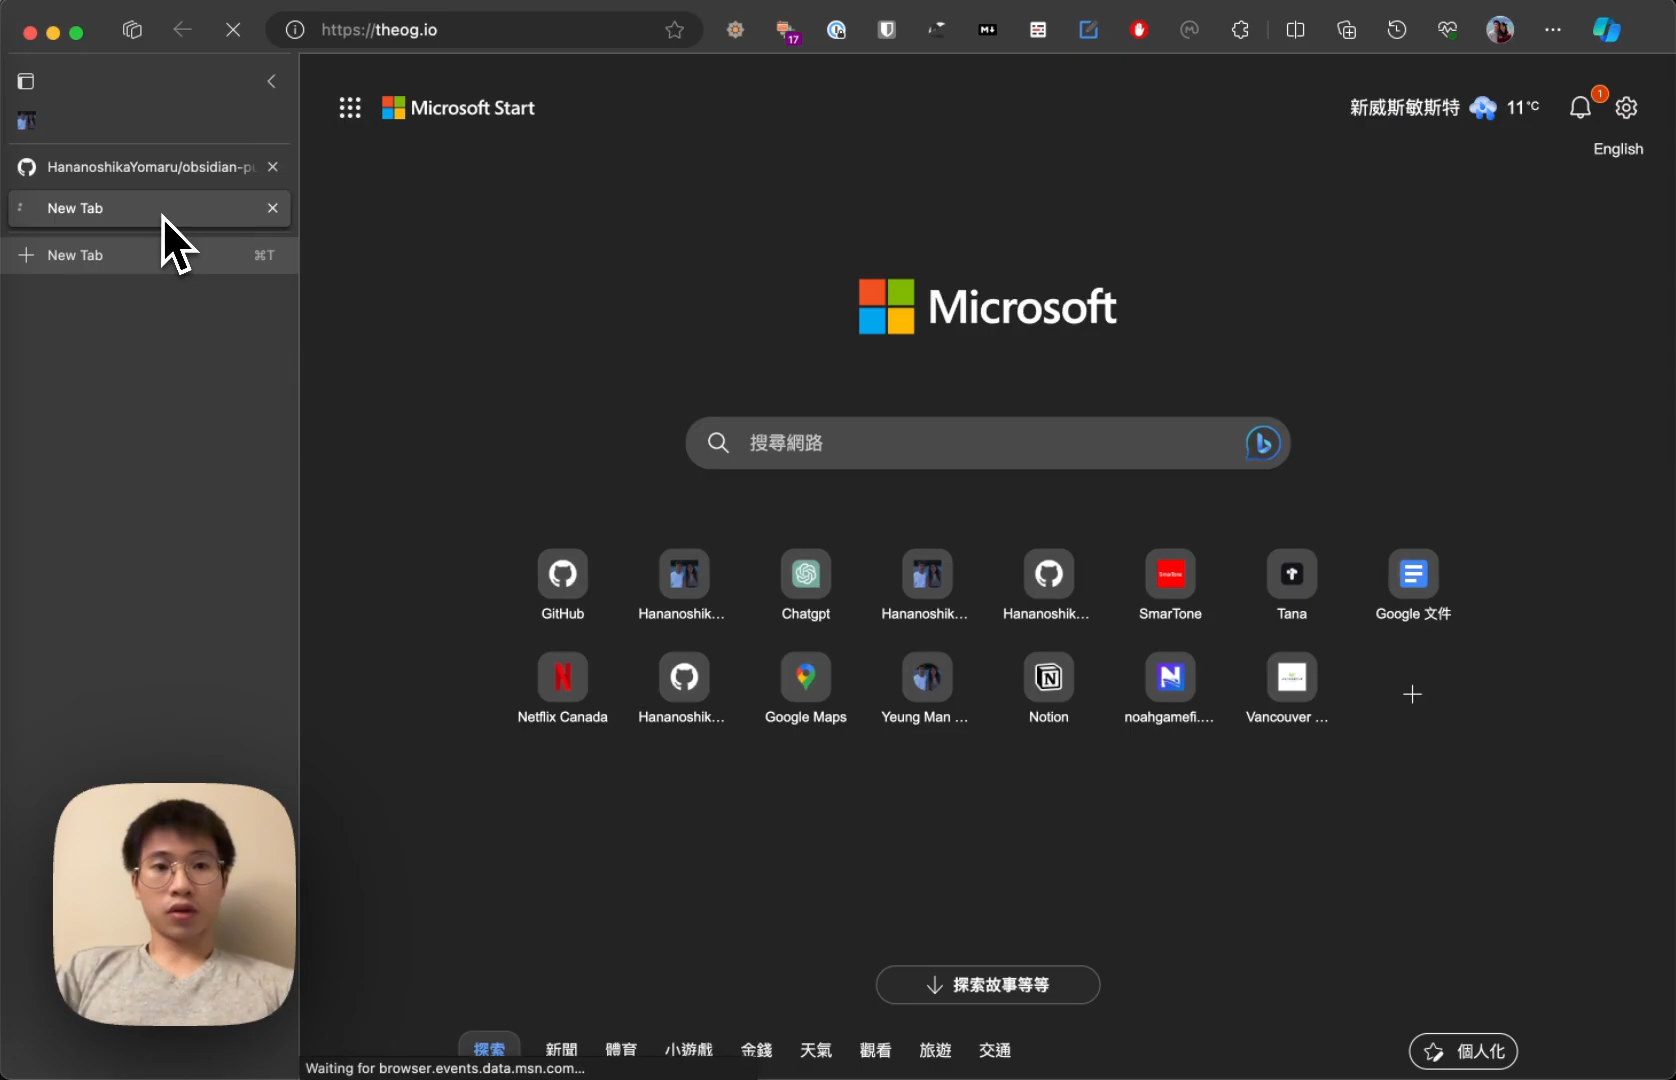 https://theog.io
17
M↓
Microsoft Start
新威斯敏斯特
11°C
1
English
HananoshikaYomaru/obsidian-pu
New Tab
New Tab
⌘T
Microsoft
搜尋網路
GitHub
Hananoshik...
Chatgpt
Hananoshik...
Hananoshik...
SmarTone
SmarTone
Tana
Google 文件
Netflix Canada
Hananoshik...
Google Maps
Yeung Man ...
Notion
noahgamefi....
Vancouver ...
探索故事等等
探索
新聞
體育
小遊戲
金錢
天氣
觀看
旅遊
交通
個人化
Waiting for browser.events.data.msn.com...